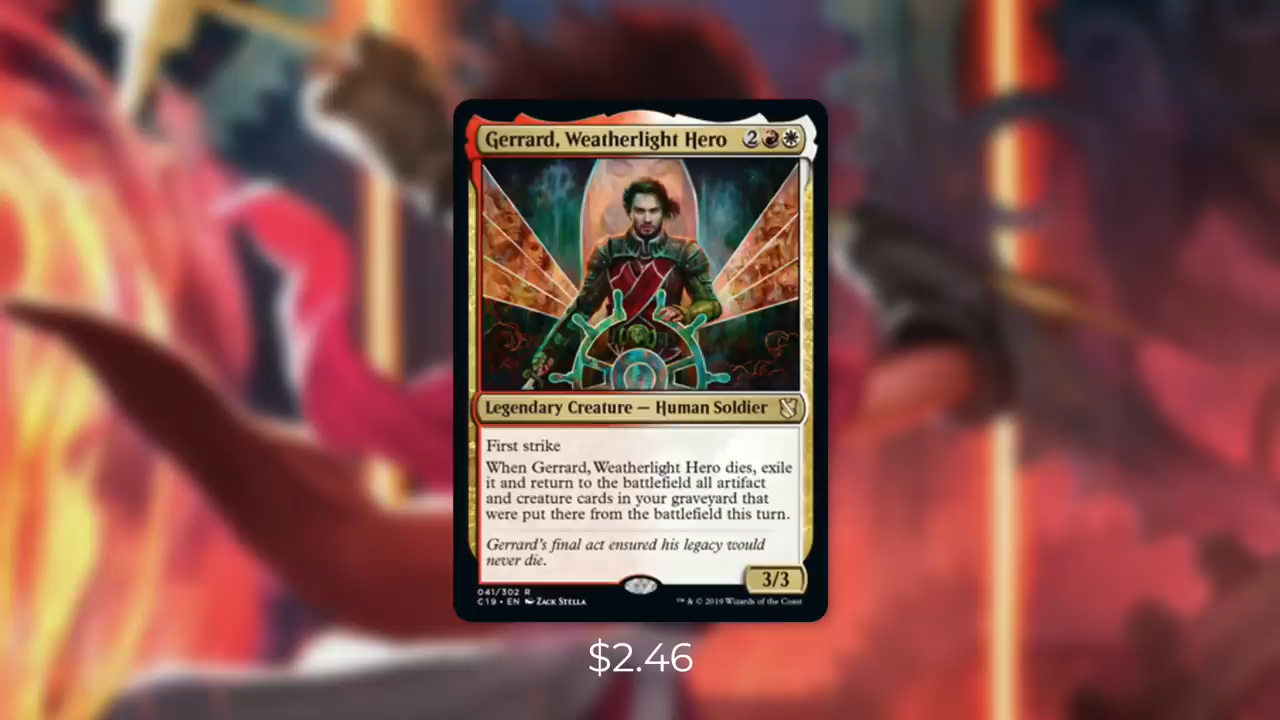 Gerrard, Weatherlight Hero 2
Legendary Creature — Human Soldier
First strike
When Gerrard, Weatherlight Hero dies, exile
it and return to the battlefield all artifact
and creature cards in your graveyard that
were put there from the battlefield this turn.
Gerrard's final act ensured his legacy would
never die.
3/3
041/302 R
C19 • EN Zack Stella
™ & © 2019 Wizards of the Coast
$2.46